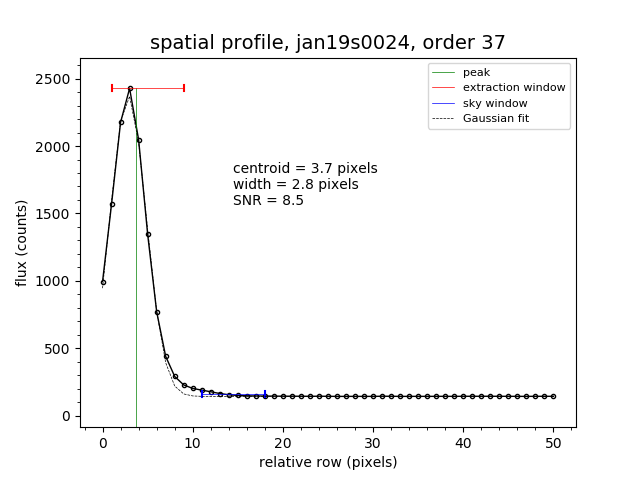 spatial profile, jan19s0024, order 37
peak
extraction window
sky window
Gaussian fit
centroid = 3.7 pixels
width = 2.8 pixels
SNR = 8.5
flux (counts)
2500
2000
1500
1000
500
0
0 10 20 30 40 50
relative row (pixels)